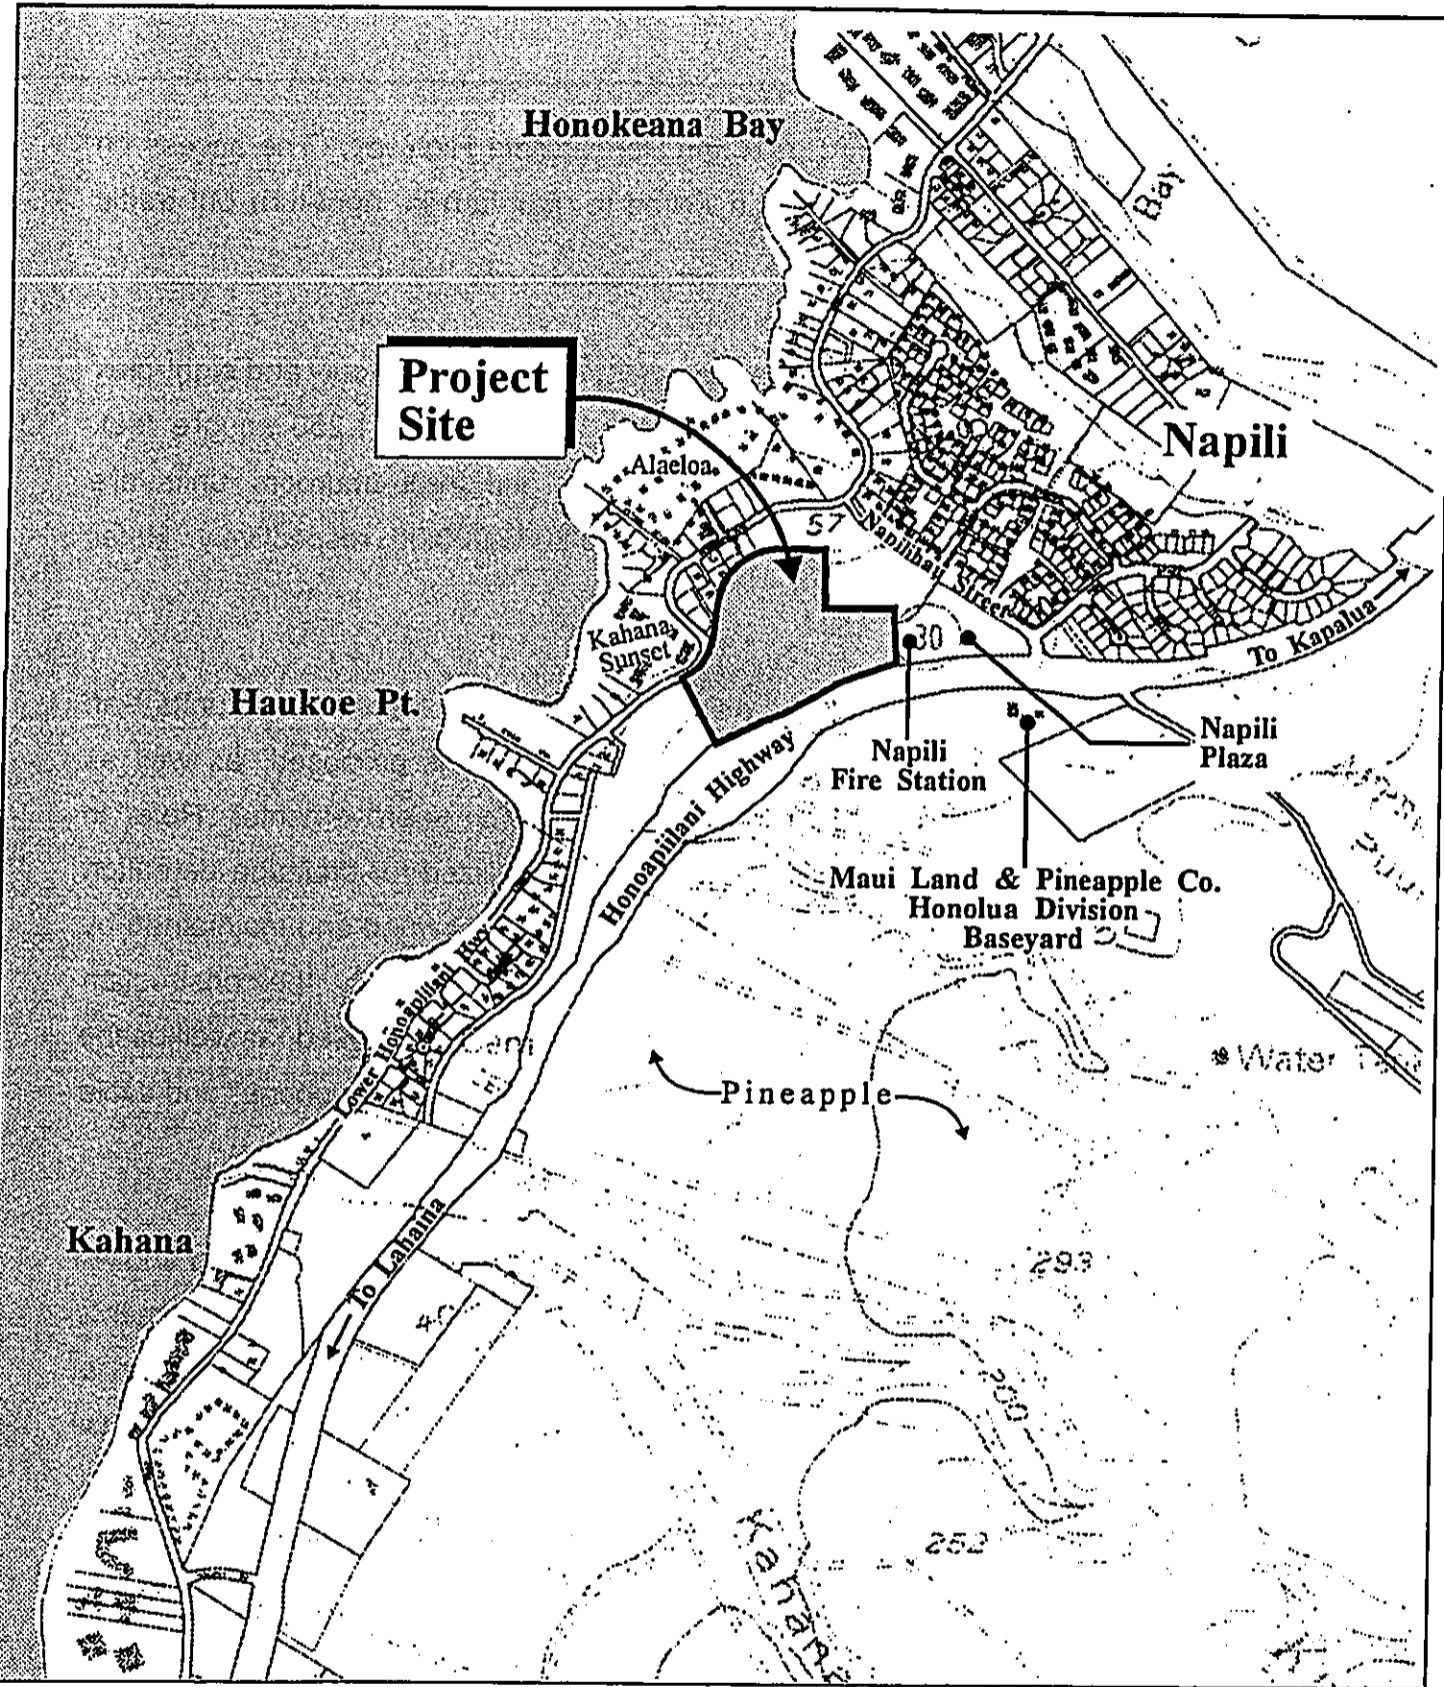 Honokeana Bay
Bay
Project
Site
Napili
Alaeloa
57
Napilihau Street
Kahana
Sunset
30
To Kapalua
Haukoe Pt.
Napili
Fire Station
Napili
Plaza
Honoapiilani Highway
Maui Land & Pineapple Co.
Honolua Division
Baseyard
Lower Honoapiilani Hwy
Water
Pineapple
Kahana
To Lahaina
293
200
252